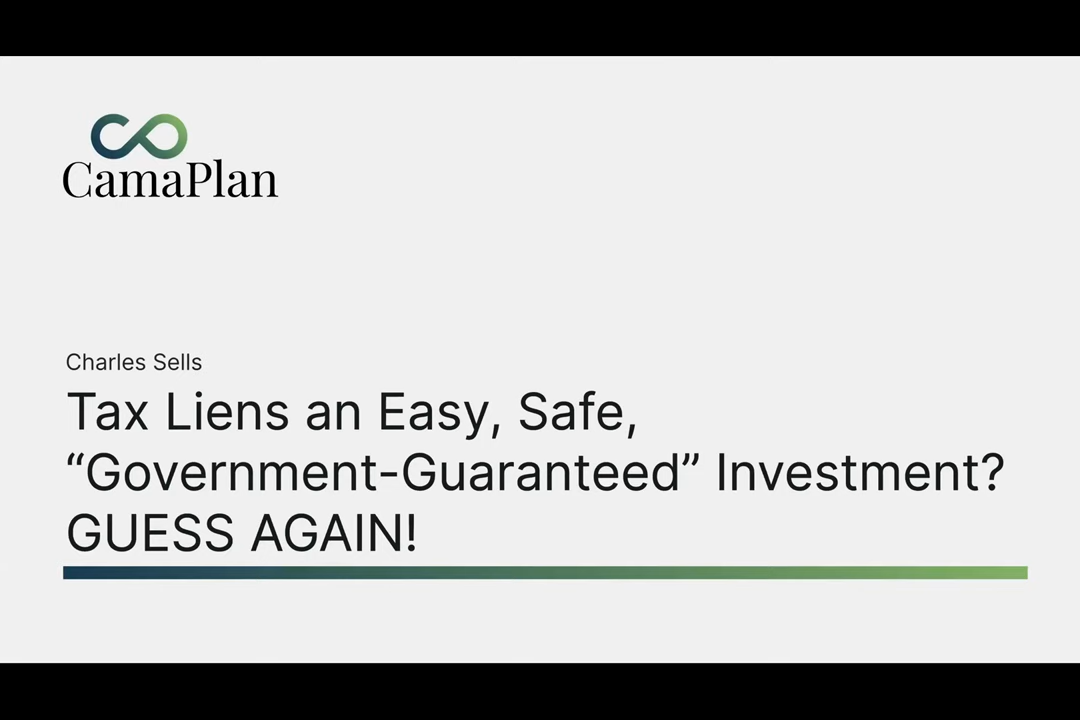 CamaPlan
Charles Sells
Tax Liens an Easy, Safe,
“Government-Guaranteed” Investment?
GUESS AGAIN!